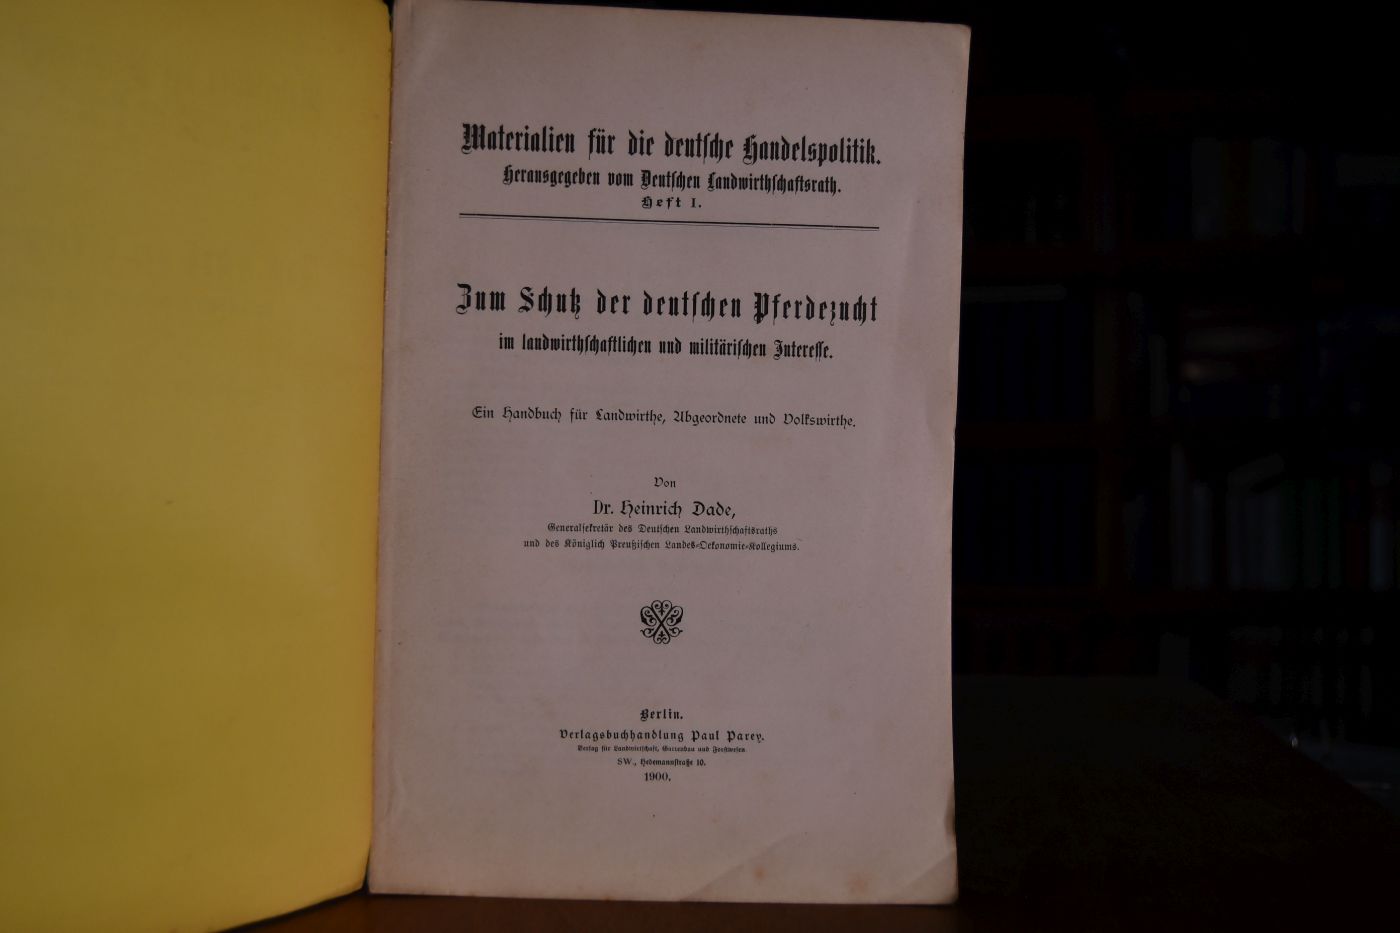 Materialien für die deutsche Handelspolitik.
Herausgegeben vom Deutschen Landwirthschaftsrath.
Heft I.
Zum Schutz der deutschen Pferdezucht
im landwirthschaftlichen und militärischen Interesse.
Ein Handbuch für Landwirthe, Abgeordnete und Volkswirthe.
Von
Dr. Heinrich Dade,
Generalsekretär des Deutschen Landwirthschaftsraths
und des Königlich Preußischen Landes-Oekonomie-Kollegiums.
Berlin.
Verlagsbuchhandlung Paul Parey.
Verlag für Landwirtschaft, Gartenbau und Forstwesen
SW., Hedemannstraße 10.
1900.